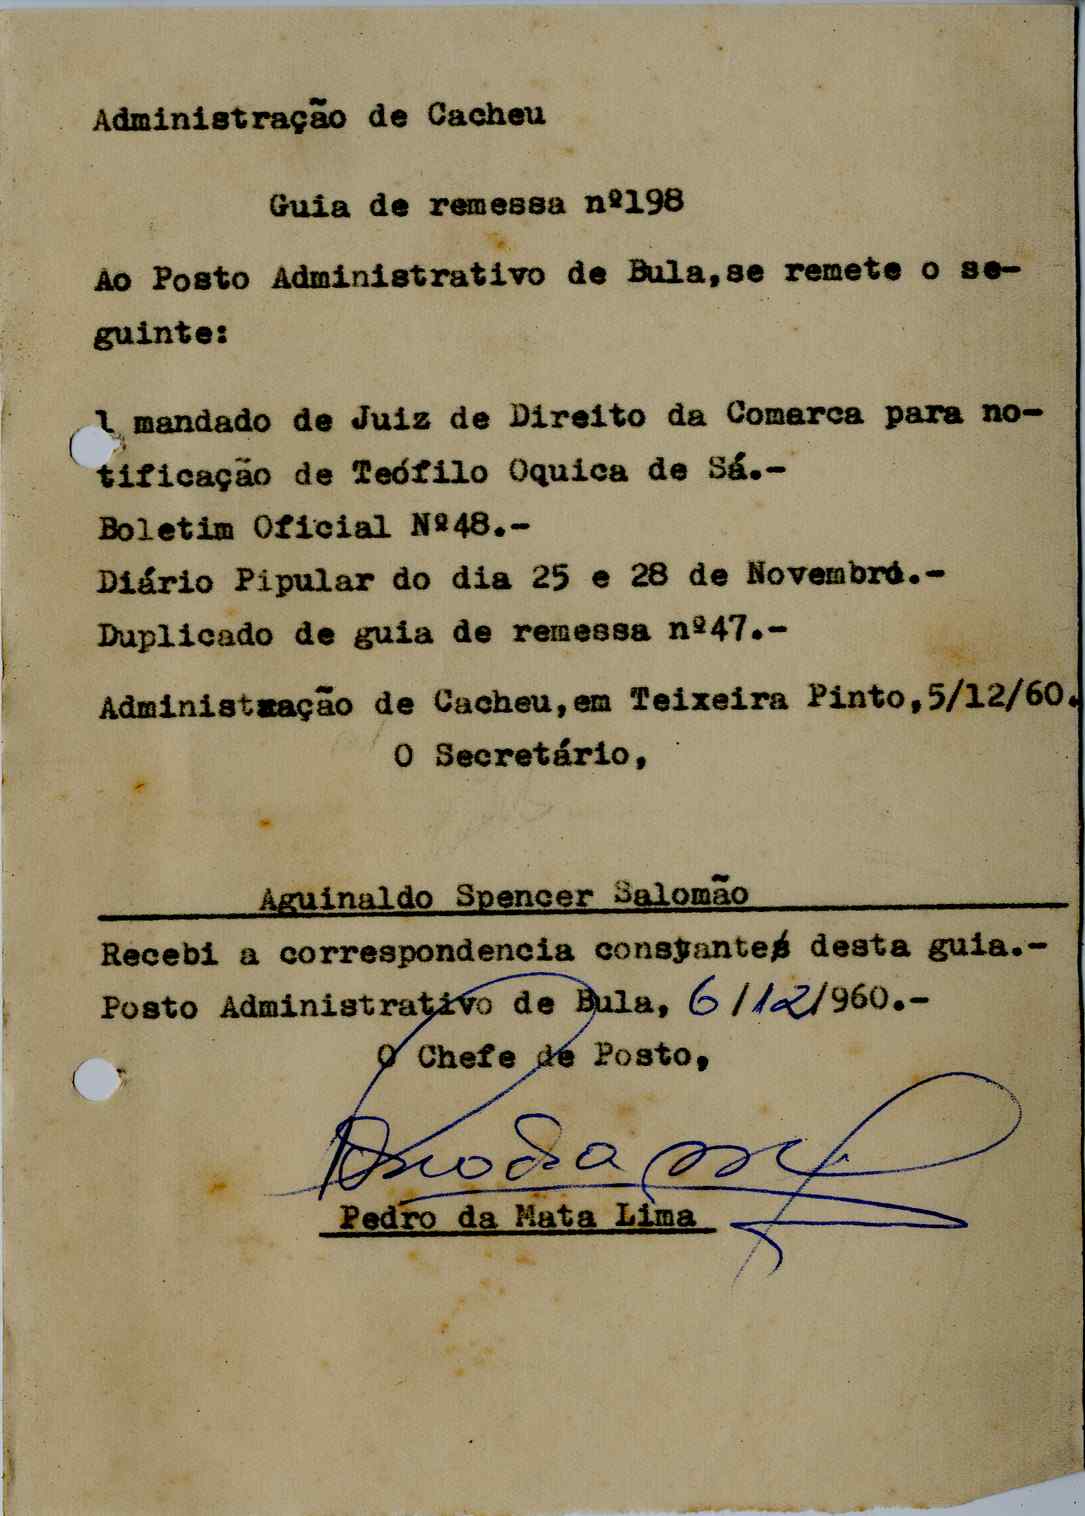 Administração de Cacheu
Guia de remessa nº198
Ao Posto Administrativo de Bula,se remete o se-
guinte:
1 mandado de Juiz de Direito da Comarca para no-
tificação de Teófilo Oquica de Sá.-
Boletim Oficial Nº48.-
Diário Pipular do dia 25 e 28 de Novembro.-
Duplicado de guia de remessa nº47.-
Administração de Cacheu,em Teixeira Pinto,5/12/60.
O Secretário,
Aguinaldo Spencer Salomão
Recebi a correspondencia constante desta guia.-
Posto Administrativo de Bula, 6/12/960.-
O Chefe de Posto,
Pedro da Mata Lima